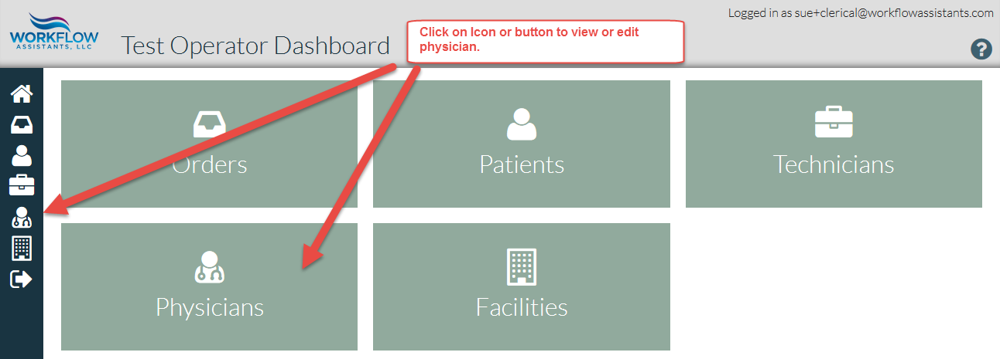 Logged in as sue+clerical@workflowassistants.com
WORKFLOW
ASSISTANTS, LLC
Test Operator Dashboard
Click on Icon or button to view or edit
physician.
?
Orders
Patients
Technicians
Physicians
Facilities